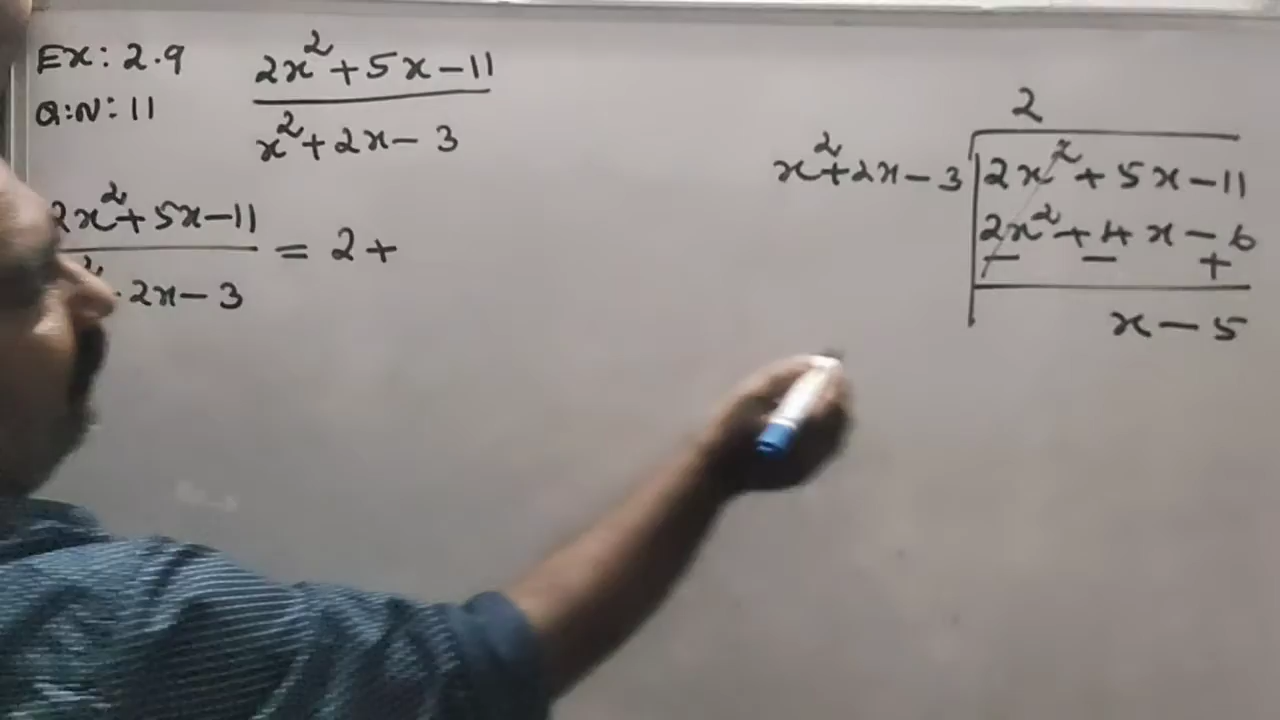 Ex: 2.9
Q:N: 11
2x²+5x-11
x²+2x-3
2x²+5x-11
2x-3
= 2+
2
x²+2x-3
2x²+5x-11
2x²+4x-6
- - +
x-5